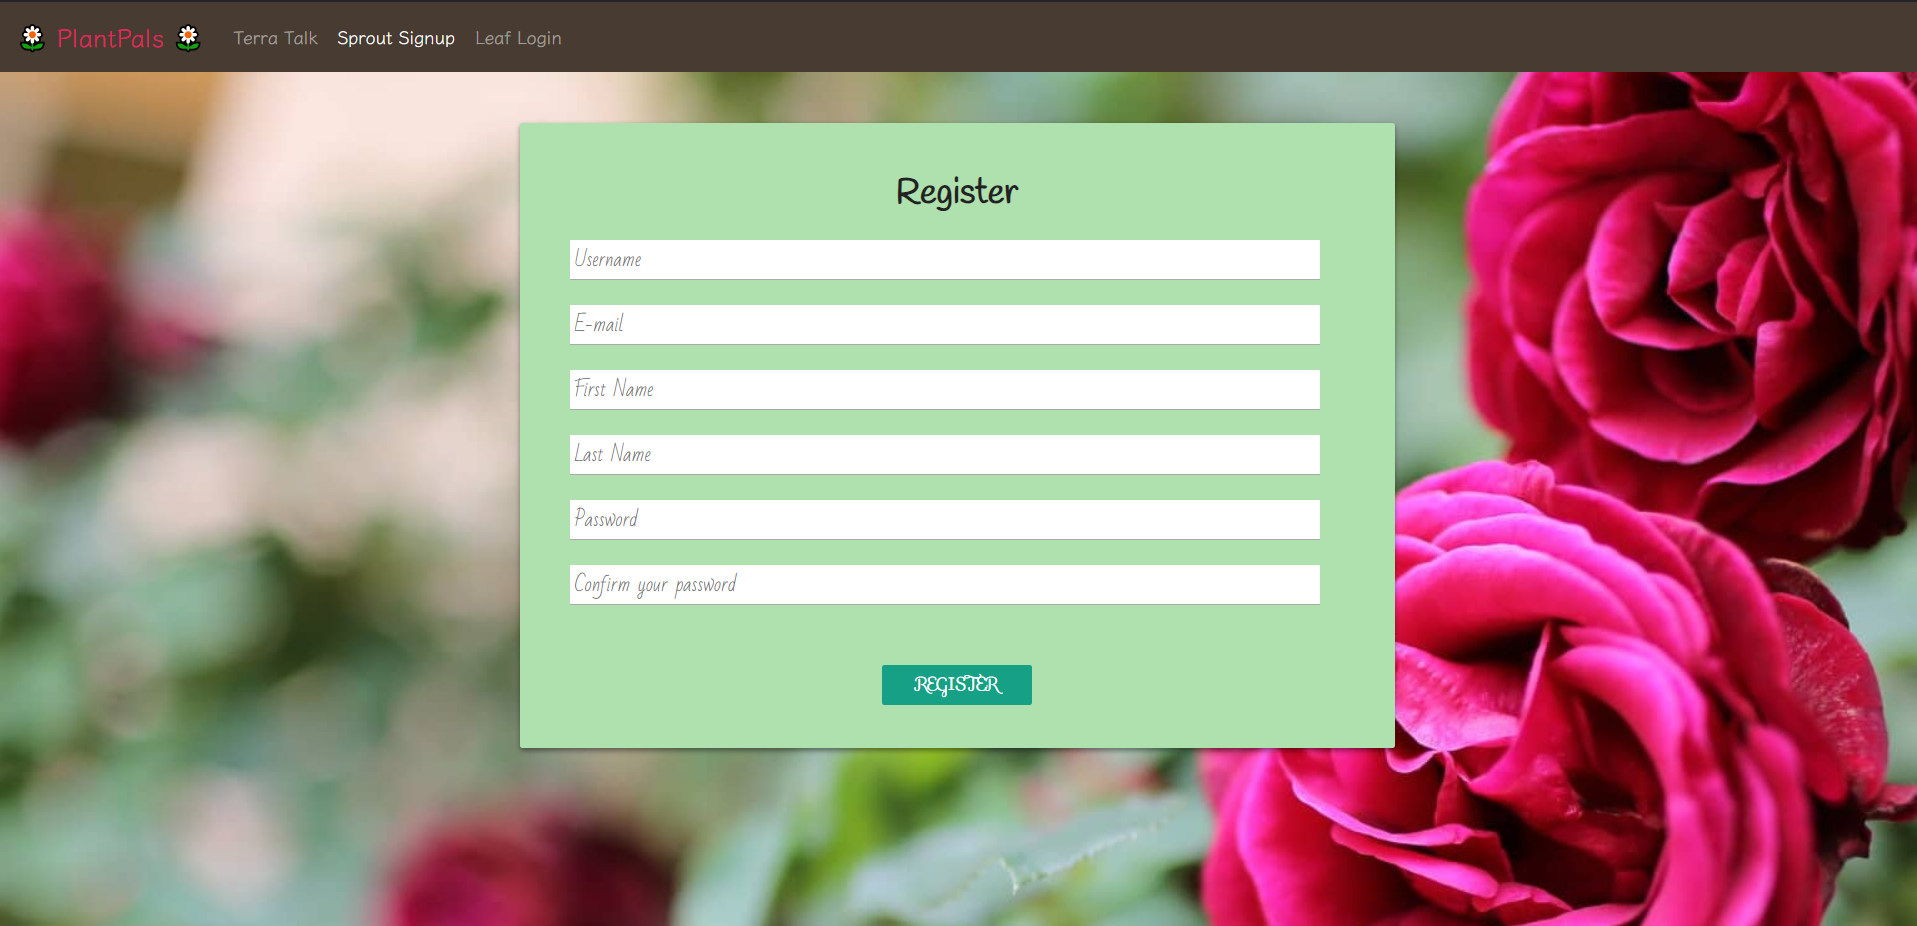 PlantPals Terra Talk Sprout Signup Leaf Login
Register
Username
E-mail
First Name
Last Name
Password
Confirm your password
REGISTER